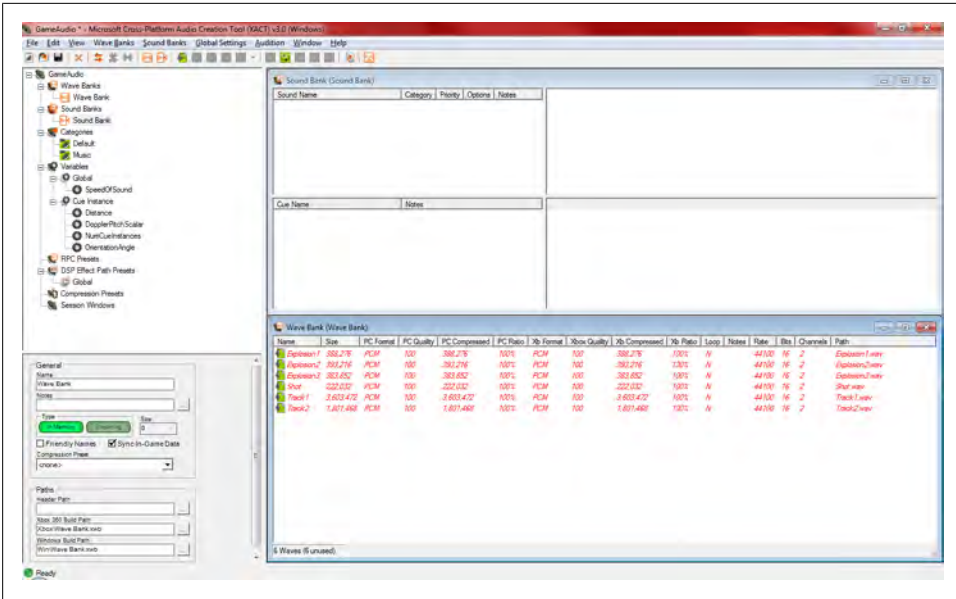 GameAudio * - Microsoft Cross-Platform Audio Creation Tool (XACT) v3.0 (Windows)
File Edit View Wave Banks Sound Banks Global Settings Audition Window Help
GameAudio
Wave Banks
Wave Bank
Sound Banks
Sound Bank
Categories
Default
Music
Variables
Global
SpeedOfSound
Cue Instance
Distance
DopplerPitchScalar
NumCueInstances
OrientationAngle
RPC Presets
DSP Effect Path Presets
Global
Compression Presets
Session Windows
Sound Bank (Sound Bank)
Sound Name Category Priority Options Notes
Cue Name Notes
Wave Bank (Wave Bank)
Name Size PC Format PC Quality PC Compressed PC Ratio Xb Format Xbox Quality Xb Compressed Xb Ratio Loop Notes Rate Bits Channels Path
Explosion1 388,276 PCM 100 388,276 100% PCM 100 388,276 100% N 44100 16 2 Explosion1.wav
Explosion2 393,216 PCM 100 393,216 100% PCM 100 393,216 100% N 44100 16 2 Explosion2.wav
Explosion3 383,652 PCM 100 383,652 100% PCM 100 383,652 100% N 44100 16 2
Shot 222,032 PCM 100 222,032 100% PCM 100 222,032 100% N 44100 16 2 Shot.wav
Track1 3,603,472 PCM 100 3,603,472 100% PCM 100 3,603,472 100% N 44100 16 2 Track1.wav
Track2 1,801,468 PCM 100 1,801,468 100% PCM 100 1,801,468 100% N 44100 16 2 Track2.wav
6 Waves (6 unused)
General
Name
Wave Bank
Notes
...
Type Size
In Memory Streaming 0
Friendly Names Sync In-Game Data
Compression Preset
<none>
Paths
Header Path
...
Xbox 360 Build Path
Xbox\Wave Bank.xwb ...
Windows Build Path
Win\Wave Bank.xwb ...
Ready